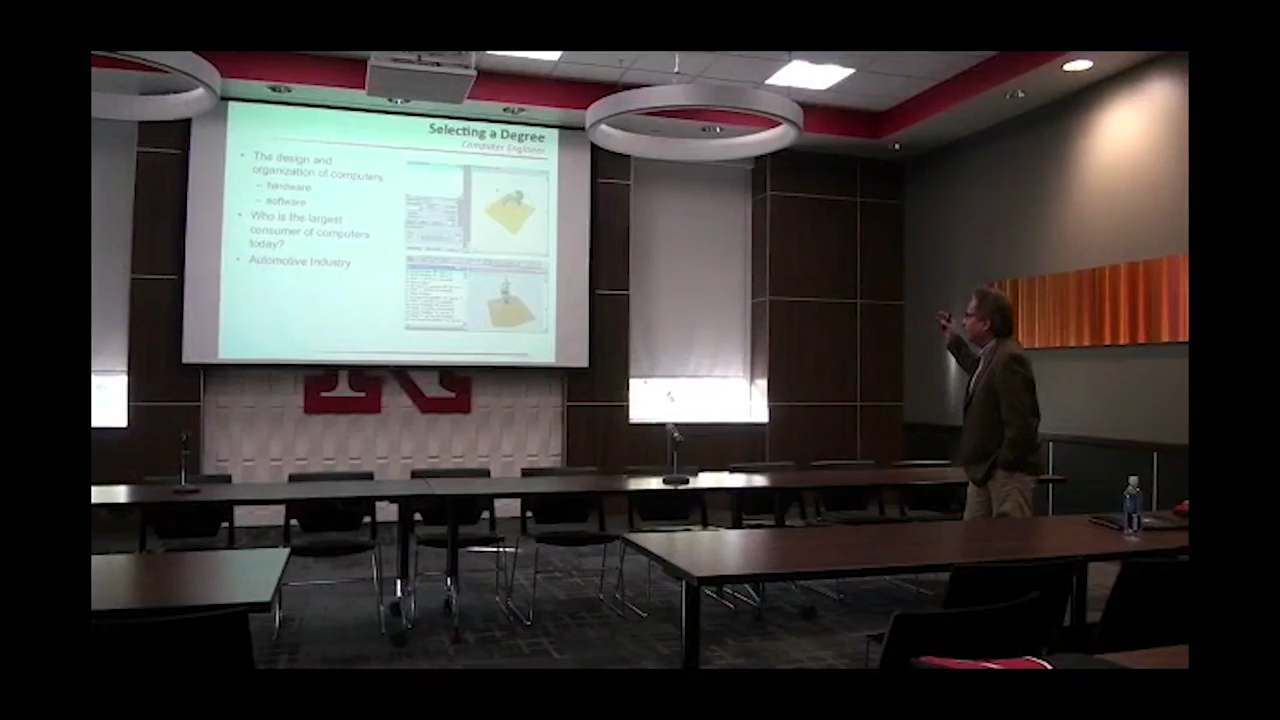 Selecting a Degree
Computer Engineer
• The design and
organization of computers
– hardware
– software
• Who is the largest
consumer of computers
today?
• Automotive Industry